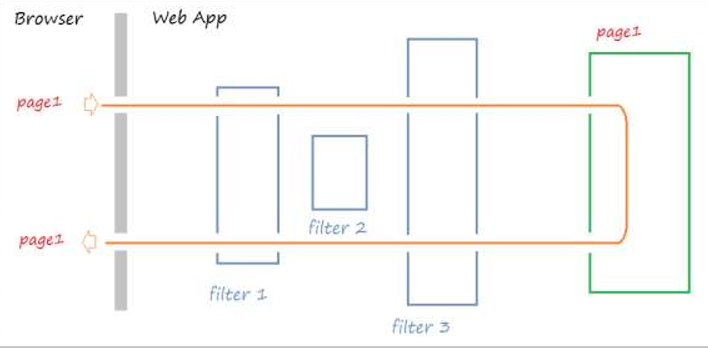 Browser
Web App
page1
page1
filter 2
page1
filter 1
filter 3